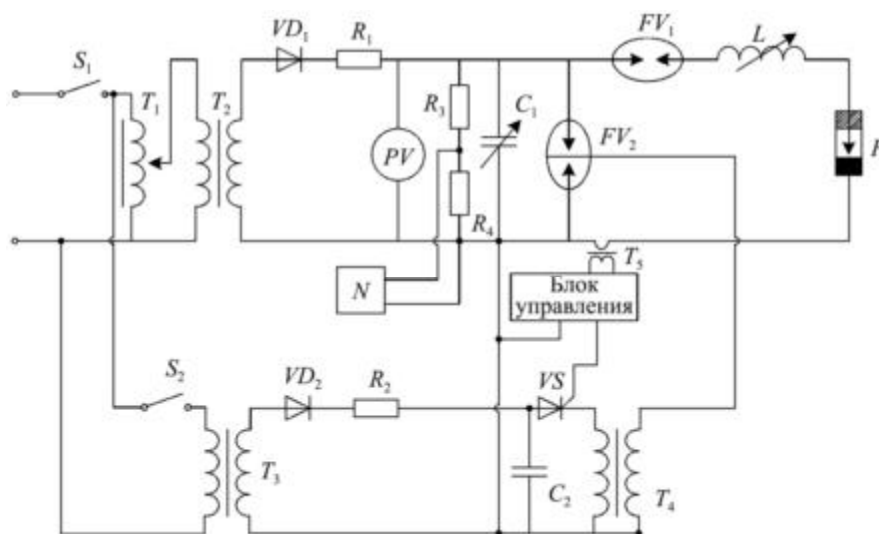 VD₁
R₁
FV₁
L
S₁
T₁
T₂
R₃
C₁
PV
FV₂
R₄
T₅
N
Блок
управления
S₂
VD₂
R₂
VS
T₃
C₂
T₄